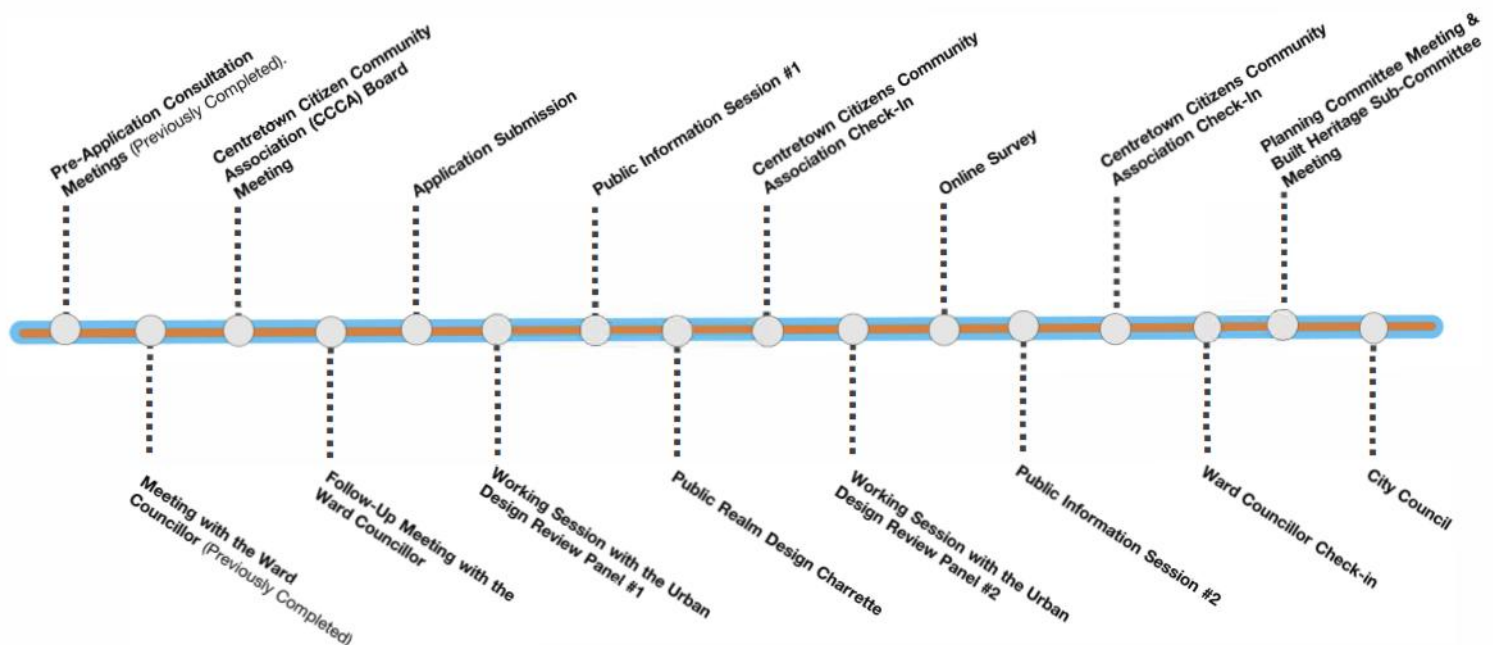 Pre-Application Consultation
Meetings (Previously Completed).
Meeting with the Ward
Councillor (Previously Completed)
Centretown Citizen Community
Association (CCCA) Board
Meeting
Follow-Up Meeting with the
Ward Councillor
Application Submission
Working Session with the Urban
Design Review Panel #1
Public Information Session #1
Public Realm Design Charrette
Centretown Citizens Community
Association Check-In
Working Session with the Urban
Design Review Panel #2
Online Survey
Public Information Session #2
Centretown Citizens Community
Association Check-In
Ward Councillor Check-in
Planning Committee Meeting &
Built Heritage Sub-Committee
Meeting
City Council